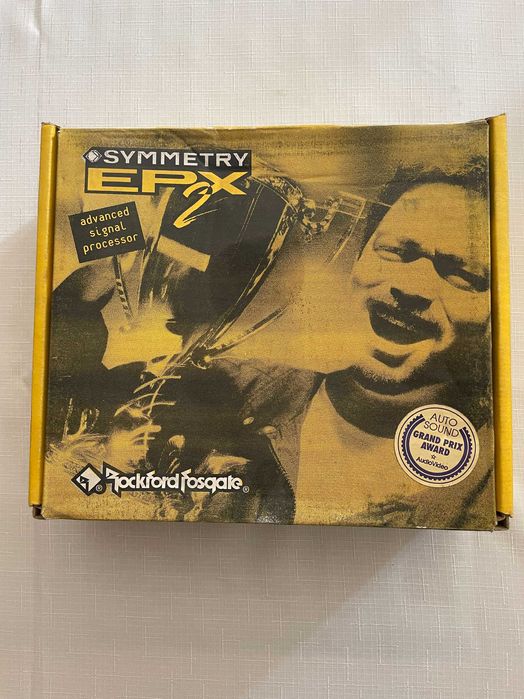 SYMMETRY
EPX
2
advanced
signal
processor
AUTO
SOUND
GRAND PRIX
AWARD
AudioVideo
Rockford Fosgate®